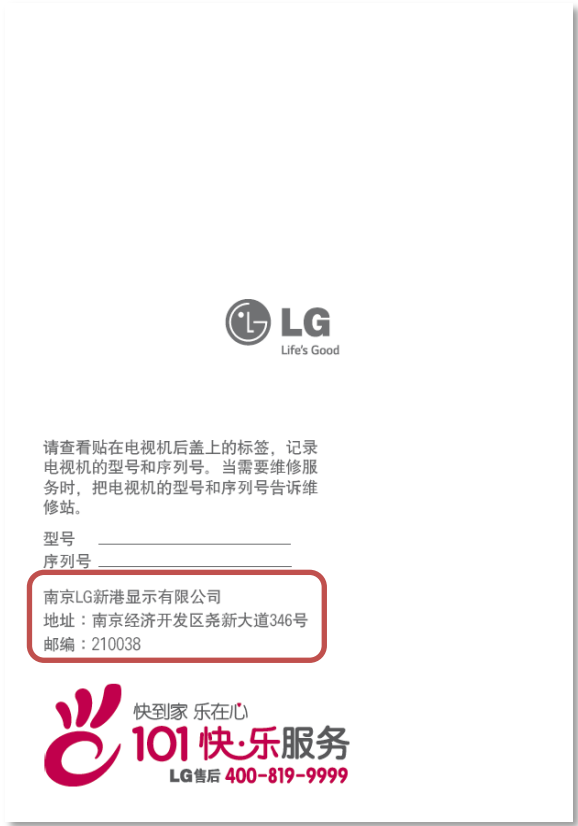 LG
Life's Good
请查看贴在电视机后盖上的标签，记录
电视机的型号和序列号。当需要维修服
务时，把电视机的型号和序列号告诉维
修站。
型号
序列号
南京LG新港显示有限公司
地址：南京经济开发区尧新大道346号
邮编：210038
快到家 乐在心
101 快·乐服务
LG售后 400-819-9999